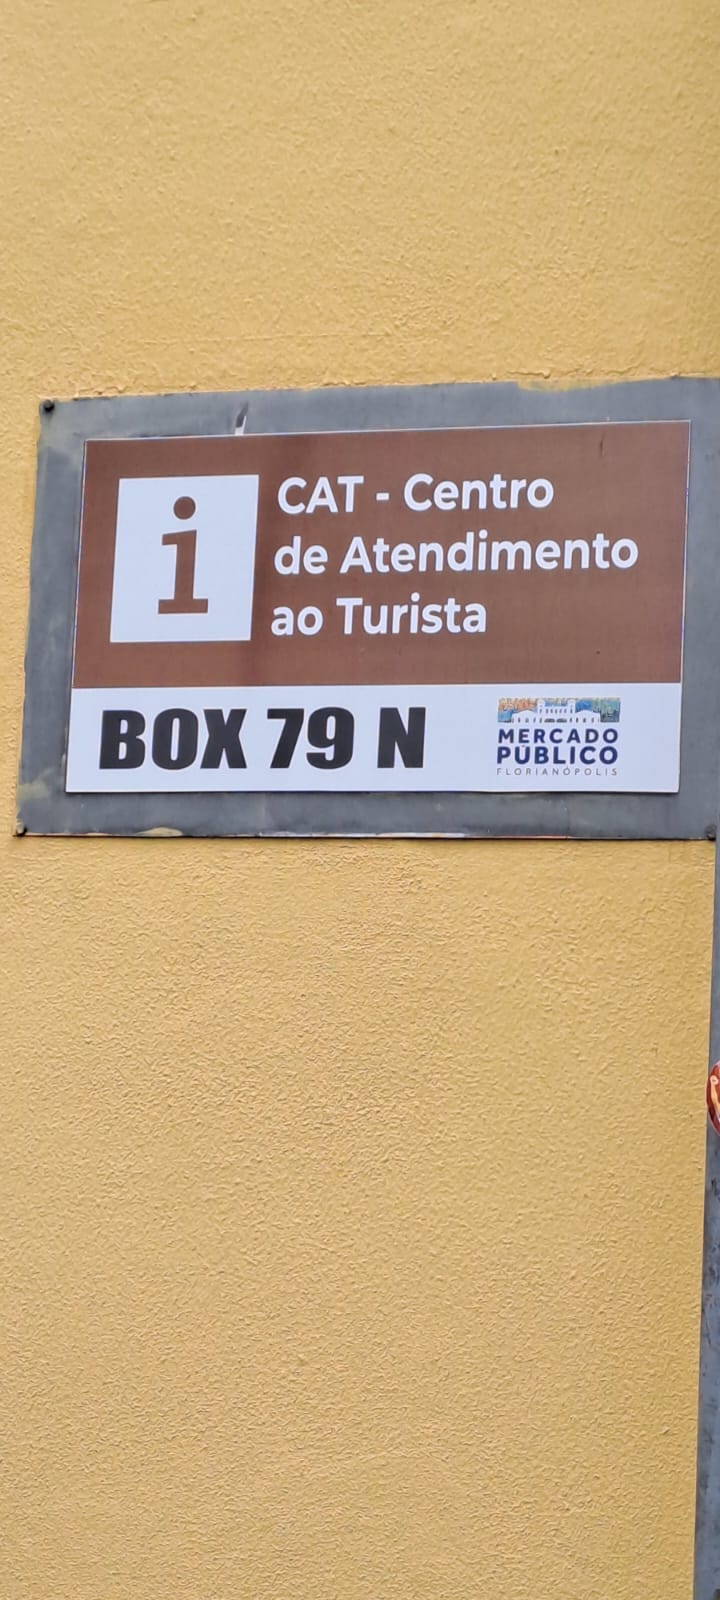 i
CAT - Centro
de Atendimento
ao Turista
BOX 79 N
MERCADO
PÚBLICO
FLORIANÓPOLIS